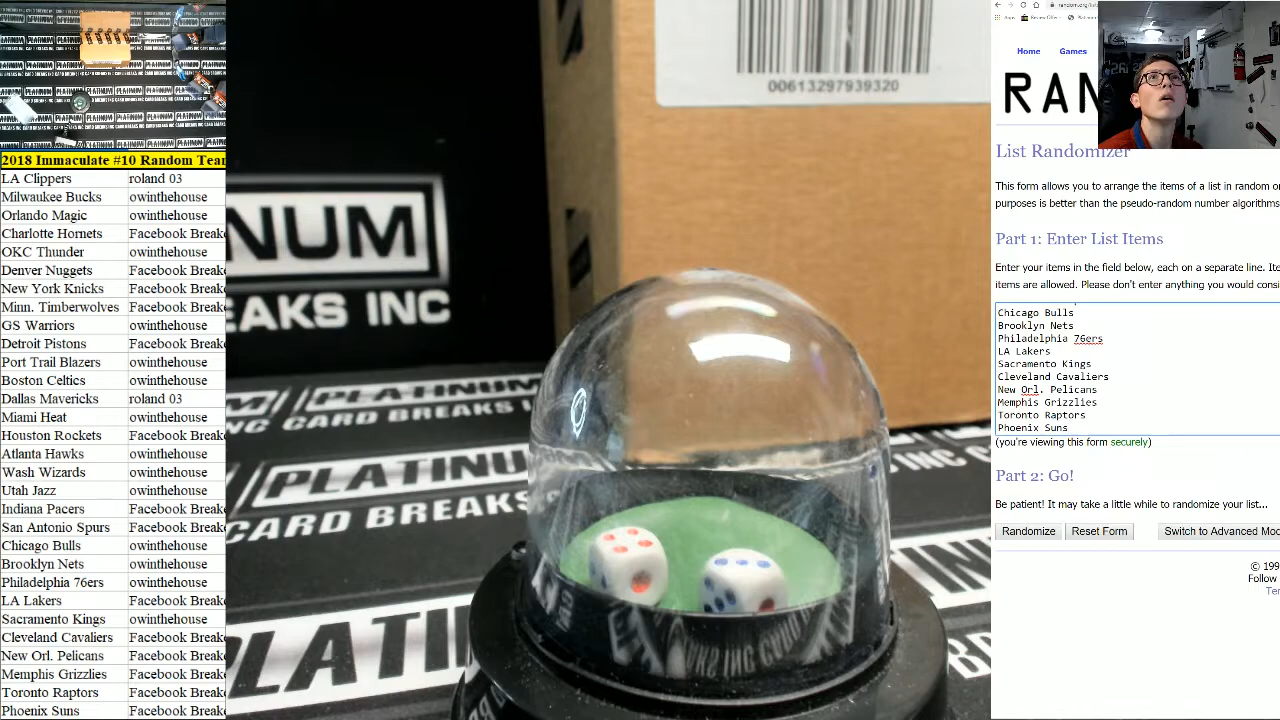 2018 Immaculate #10 Random Tea
LA Clippers roland 03
Milwaukee Bucks owinthehouse
Orlando Magic owinthehouse
Charlotte Hornets Facebook Break
OKC Thunder owinthehouse
Denver Nuggets Facebook Break
New York Knicks Facebook Break
Minn. Timberwolves Facebook Break
GS Warriors owinthehouse
Detroit Pistons Facebook Break
Port Trail Blazers owinthehouse
Boston Celtics owinthehouse
Dallas Mavericks roland 03
Miami Heat owinthehouse
Houston Rockets Facebook Break
Atlanta Hawks owinthehouse
Wash Wizards owinthehouse
Utah Jazz owinthehouse
Indiana Pacers owinthehouse
San Antonio Spurs owinthehouse
Chicago Bulls owinthehouse
Brooklyn Nets owinthehouse
Philadelphia 76ers owinthehouse
LA Lakers Facebook Break
Sacramento Kings owinthehouse
Cleveland Cavaliers Facebook Break
New Orl. Pelicans Facebook Break
Memphis Grizzlies Facebook Break
Toronto Raptors Facebook Break
Phoenix Suns Facebook Break
00613297939320
NUM
AKS INC
PLATINUM
CARD BREAKS
PLATI
Home Games
RAN
List Randomizer
This form allows you to arrange the items of a list in random o
purposes is better than the pseudo-random number algorithms
Part 1: Enter List Items
Enter your items in the field below, each on a separate line. Ite
items are allowed. Please don't enter anything you would consi
Chicago Bulls
Brooklyn Nets
Philadelphia 76ers
LA Lakers
Sacramento Kings
Cleveland Cavaliers
New Orl. Pelicans
Memphis Grizzlies
Toronto Raptors
Phoenix Suns
(you're viewing this form securely)
Part 2: Go!
Be patient! It may take a little while to randomize your list...
Randomize Reset Form Switch to Advanced Mo
© 199
Follow
Ter